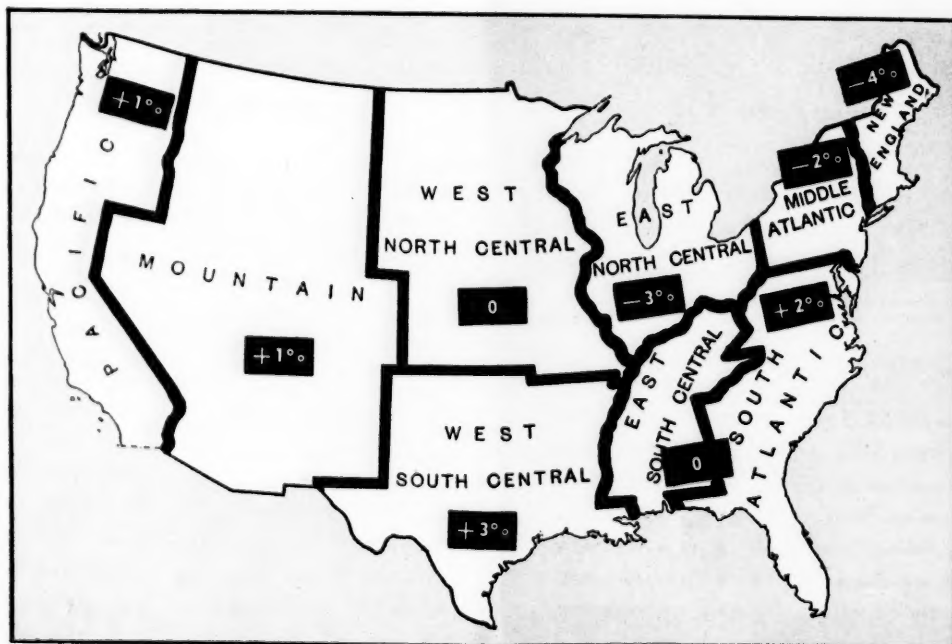 +1%
PACIFIC
MOUNTAIN
+1%
WEST
NORTH CENTRAL
0
WEST
SOUTH CENTRAL
+3%
EAST
NORTH CENTRAL
−3%
EAST
SOUTH CENTRAL
0
SOUTH
ATLANTIC
+2%
MIDDLE
ATLANTIC
−2%
NEW
ENGLAND
−4%